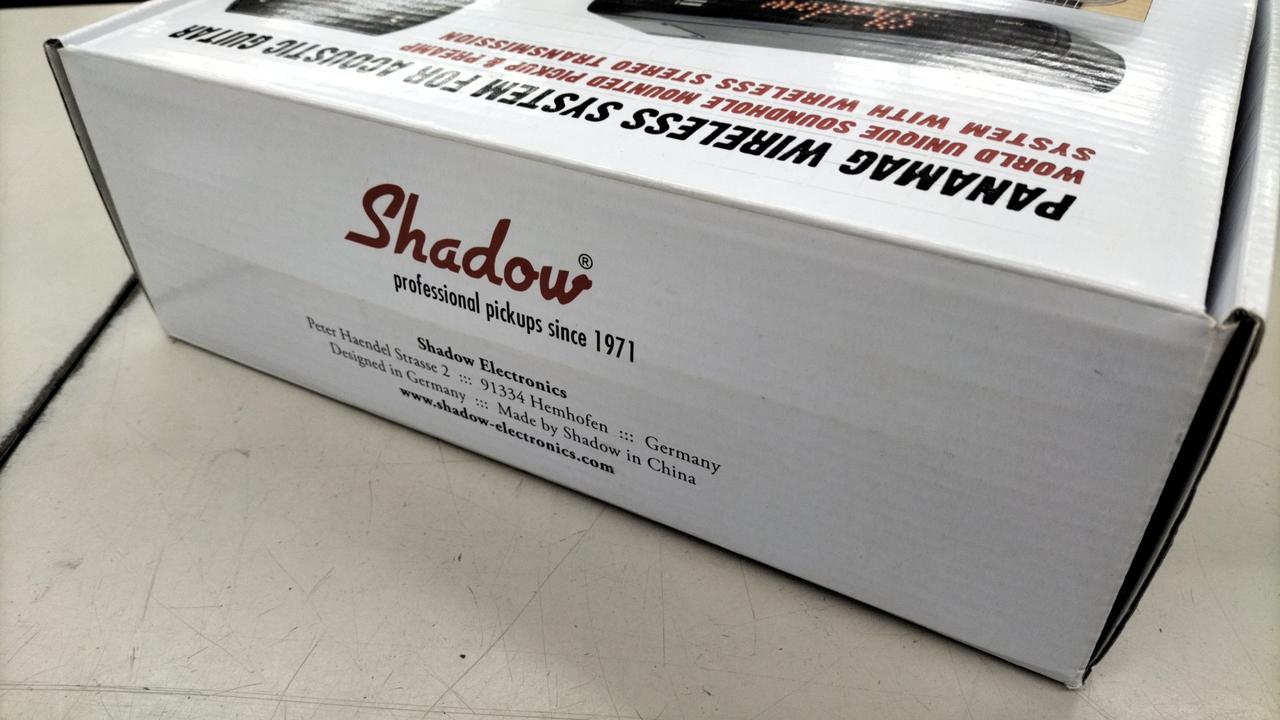 PANAMAG WIRELESS SYSTEM FOR ACOUSTIC GUITAR
WORLD UNIQUE SOUNDHOLE MOUNTED PICKUP & PREAMP
SYSTEM WITH WIRELESS STEREO TRANSMISSION
Shadow
Shadow®
professional pickups since 1971
Shadow Electronics
Peter Haendel Strasse 2 ::: 91334 Hemhofen ::: Germany
Designed in Germany ::: Made by Shadow in China
www.shadow-electronics.com